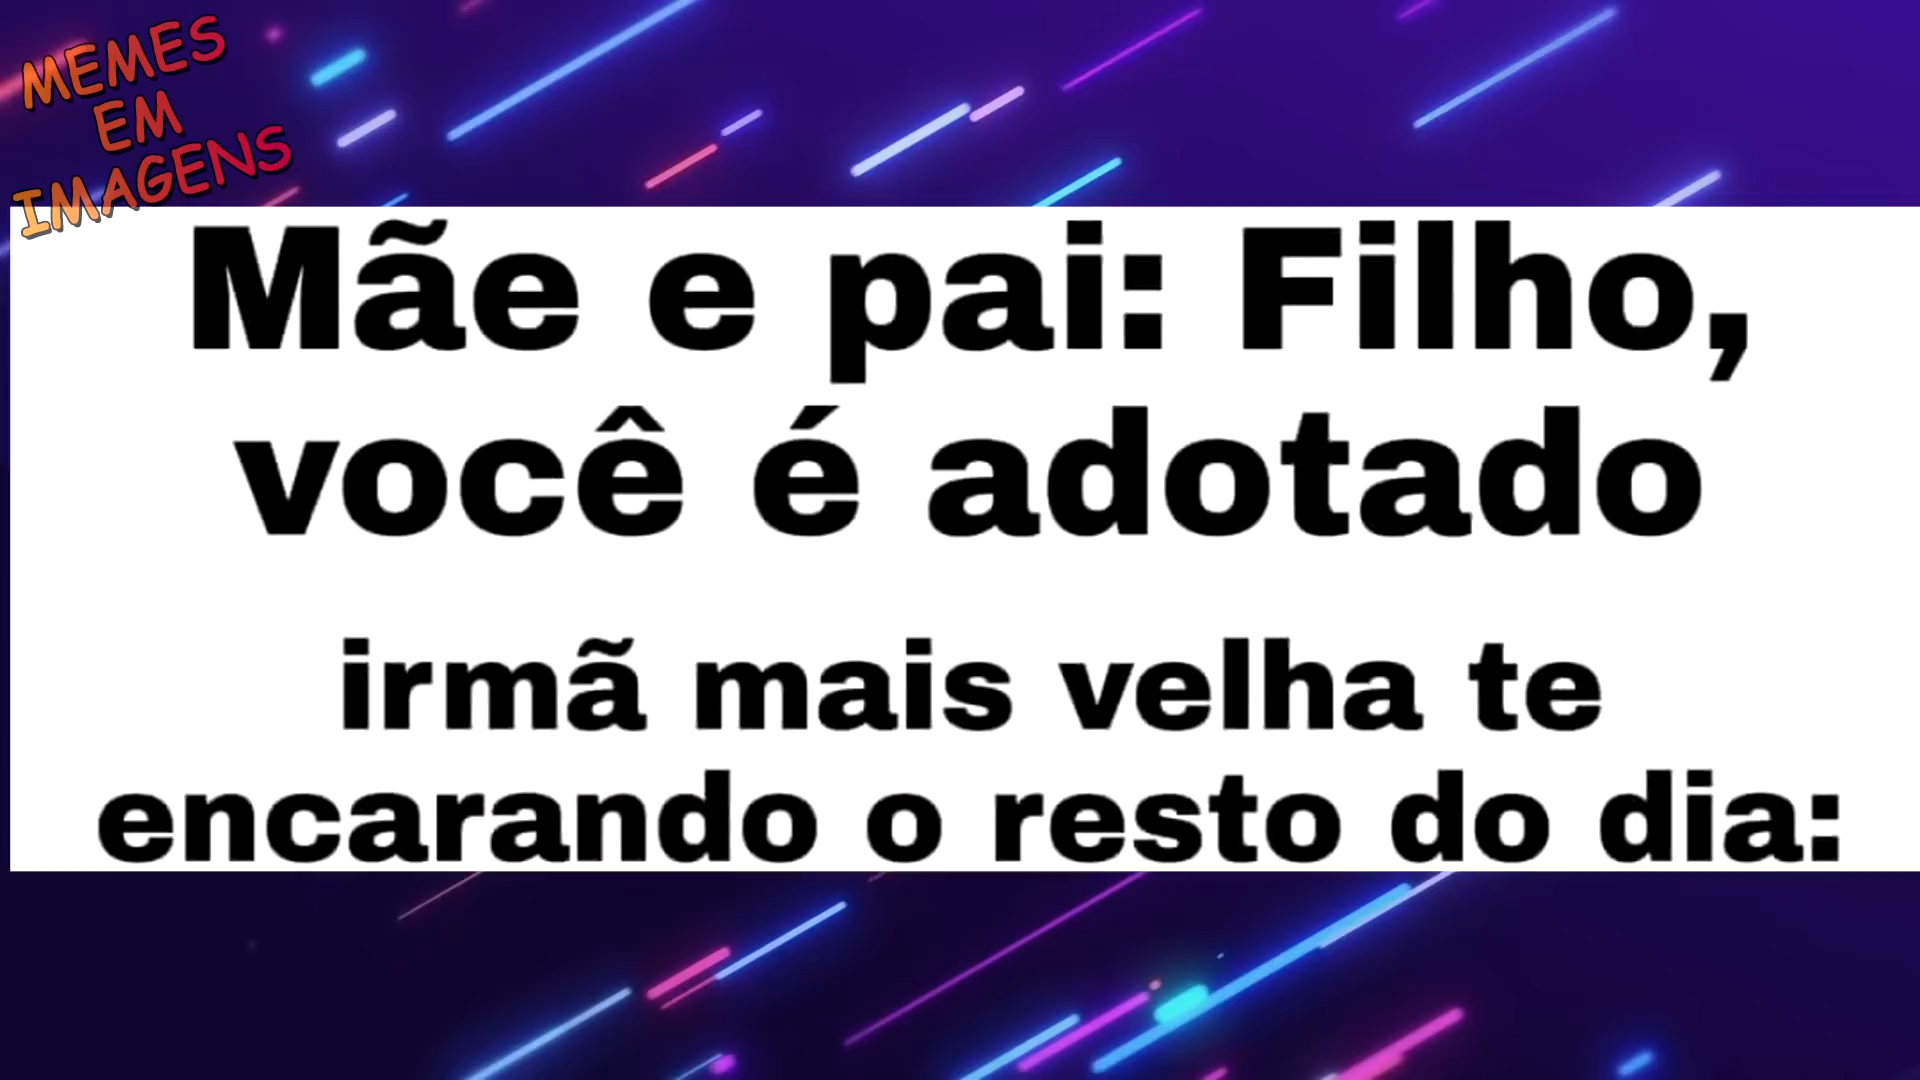 MEMES
EM
IMAGENS
Mãe e pai: Filho,
você é adotado
irmã mais velha te
encarando o resto do dia: